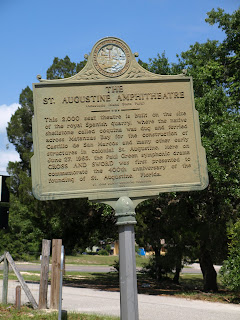 THE
ST. AUGUSTINE AMPHITHEATRE
This 2,000 seat theatre is built on the site
of the royal Spanish quarry, where the native
shellstone called coquina was dug and ferried
across Matanzas Bay for the construction of
Castillo de San Marcos and many other early
structures in colonial St. Augustine. Here on
June 27, 1965, the Paul Green symphonic drama
CROSS AND SWORD was first presented to
commemorate the 400th anniversary of the
founding of St. Augustine, Florida.